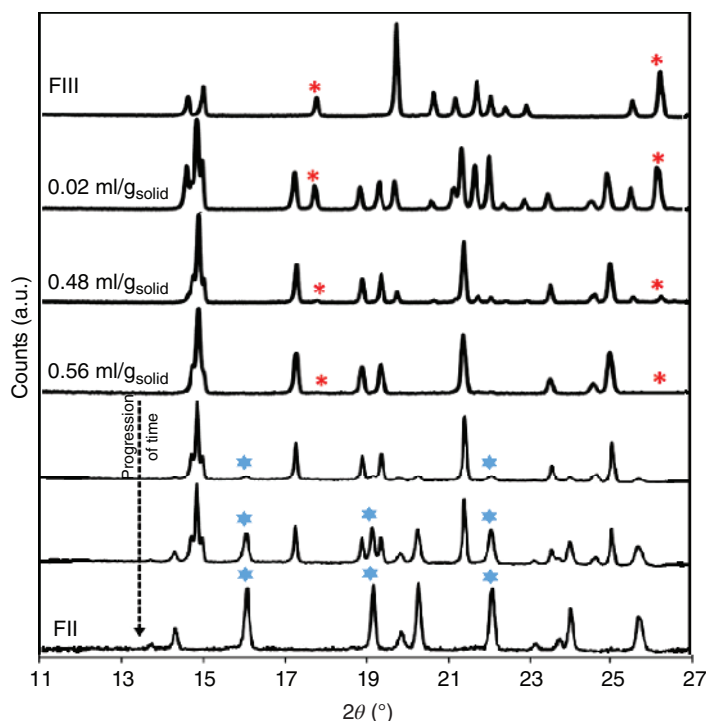 FIII
0.02 ml/gsolid
0.48 ml/gsolid
0.56 ml/gsolid
Progression
of time
FII
Counts (a.u.)
11 13 15 17 19 21 23 25 27
2θ (°)